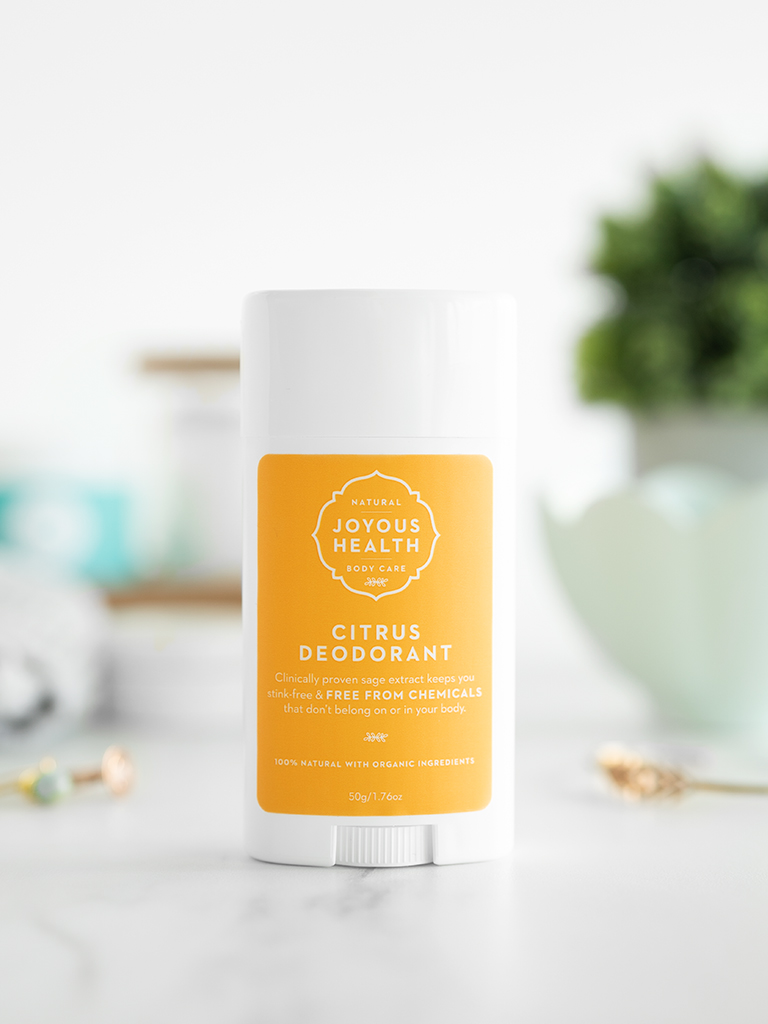 NATURAL
JOYOUS
HEALTH
BODY CARE
CITRUS
DEODORANT
Clinically proven sage extract keeps you
stink-free & FREE FROM CHEMICALS
that don't belong on or in your body.
100% NATURAL WITH ORGANIC INGREDIENTS
50g/1.76oz